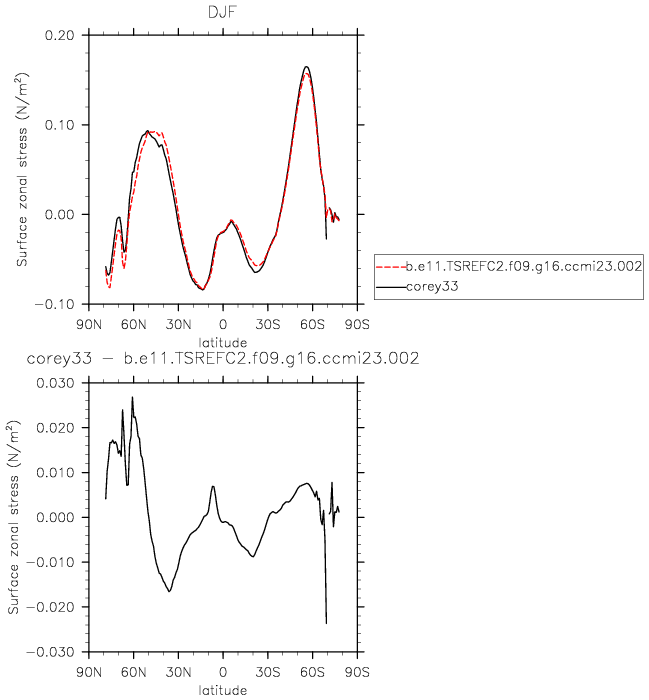 DJF
Surface zonal stress (N/m²)
0.20
0.10
0.00
−0.10
90N 60N 30N 0 30S 60S 90S
latitude
b.e11.TSREFC2.f09.g16.ccmi23.002
corey33
corey33 − b.e11.TSREFC2.f09.g16.ccmi23.002
Surface zonal stress (N/m²)
0.030
0.020
0.010
0.000
−0.010
−0.020
−0.030
90N 60N 30N 0 30S 60S 90S
latitude